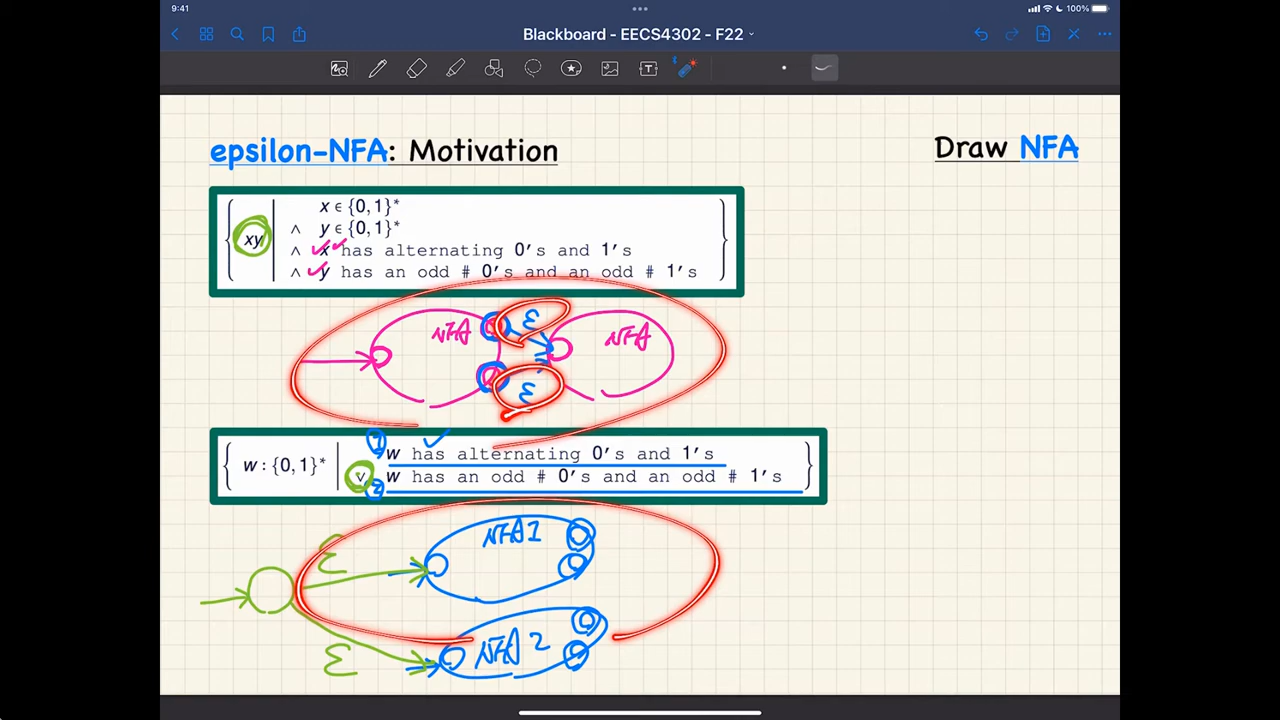 9:41
100%
Blackboard - EECS4302 - F22
epsilon-NFA: Motivation
Draw NFA
x ∈ {0,1}*
∧ y ∈ {0,1}*
xy
∧ x has alternating 0's and 1's
∧ y has an odd # 0's and an odd # 1's
NFA ε NFA
ε
1 w has alternating 0's and 1's
w : {0,1}*
∨ 2 w has an odd # 0's and an odd # 1's
NFA1
ε
NFA 2
ε